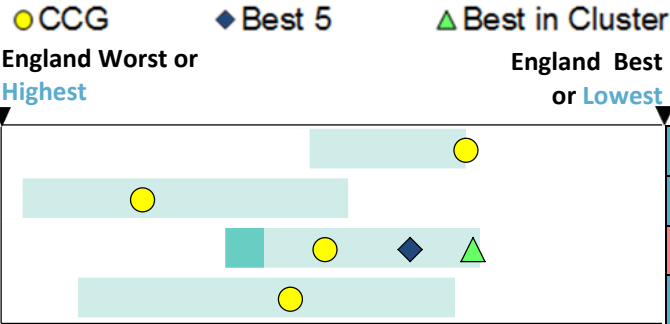 CCG Best 5 Best in Cluster
England Worst or England Best
Highest or Lowest